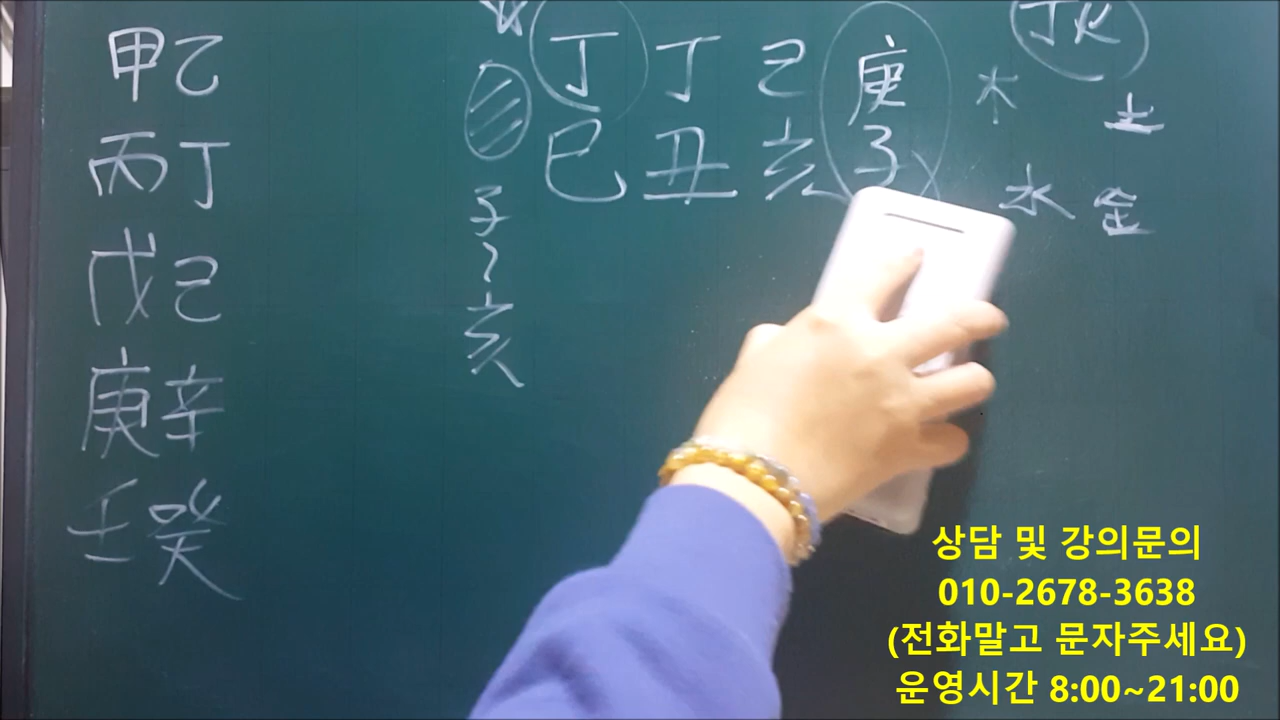 甲乙
丙丁
戊己
庚辛
壬癸
子~亥
丁丁己庚
巳丑亥子
丁火
木 土
水 金
상담 및 강의문의
010-2678-3638
(전화말고 문자주세요)
운영시간 8:00~21:00